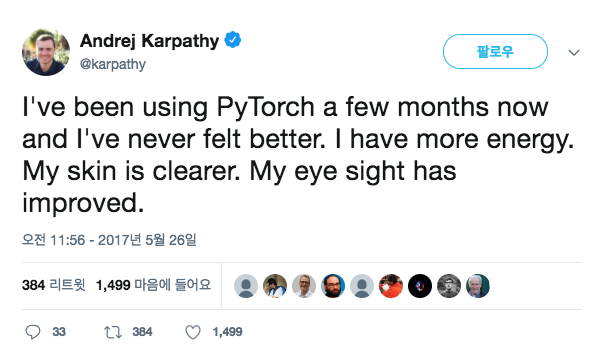 Andrej Karpathy
@karpathy
팔로우
I've been using PyTorch a few months now
and I've never felt better. I have more energy.
My skin is clearer. My eye sight has
improved.
오전 11:56 - 2017년 5월 26일
384 리트윗 1,499 마음에 들어요
33 384 1,499